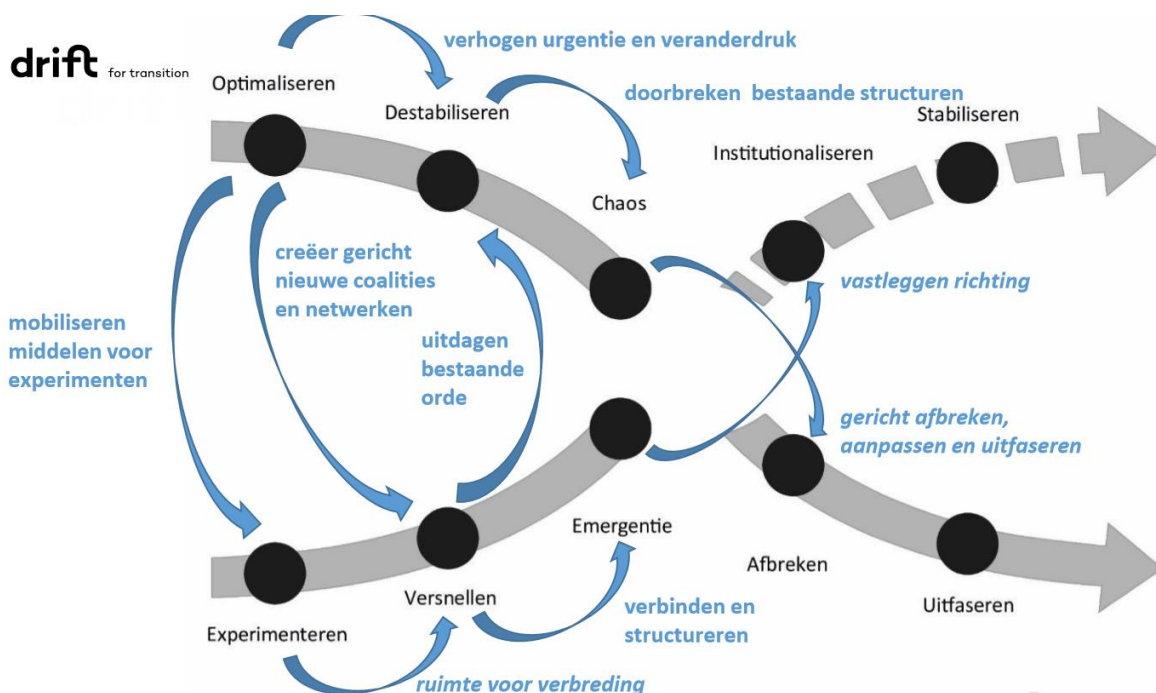 drift for transition
verhogen urgentie en veranderdruk
Optimaliseren
Destabiliseren
doorbreken bestaande structuren
Stabiliseren
Institutionaliseren
Chaos
creëer gericht
nieuwe coalities
en netwerken
vastleggen richting
mobiliseren
middelen voor
experimenten
uitdagen
bestaande
orde
gericht afbreken,
aanpassen en uitfaseren
Emergentie
Afbreken
Versnellen
Uitfaseren
Experimenteren
verbinden en
structureren
ruimte voor verbreding